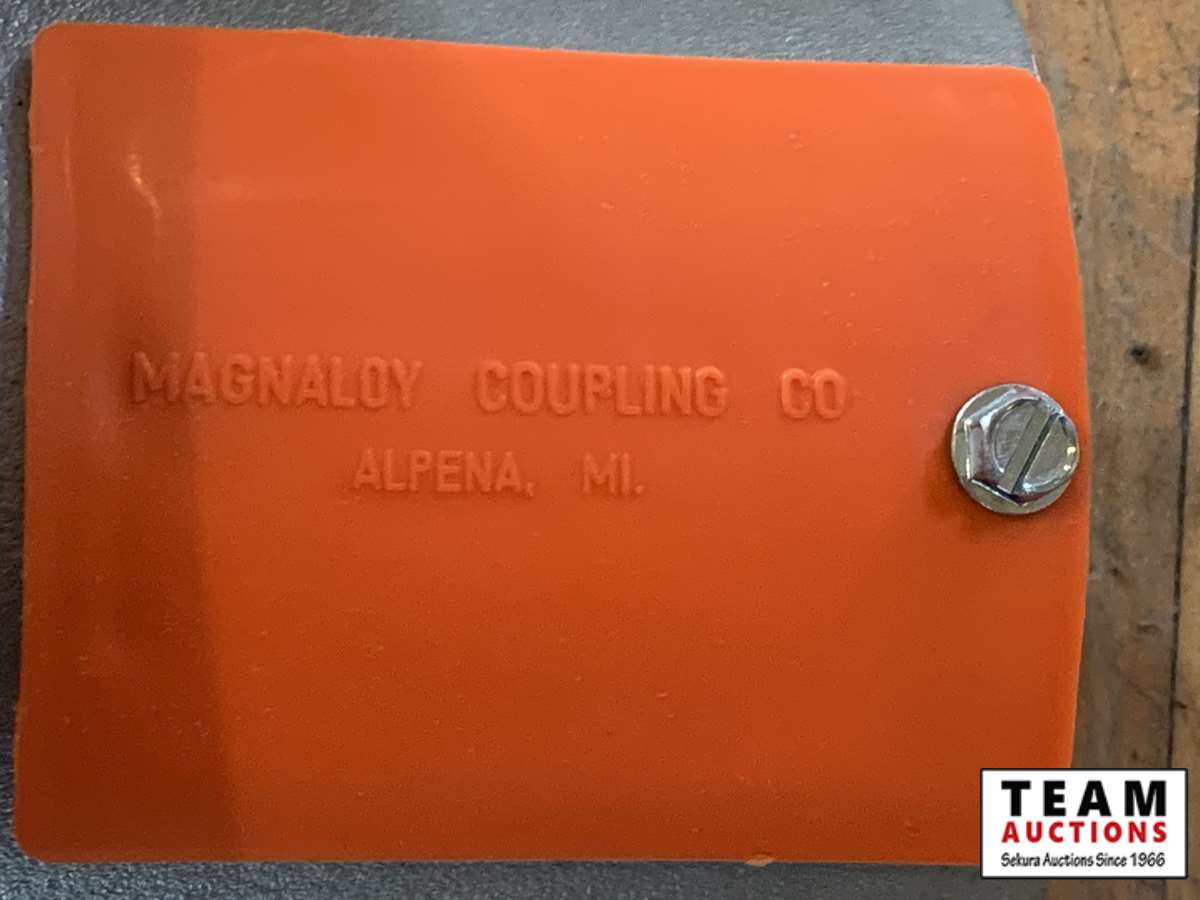 MAGNALOY COUPLING CO
ALPENA, MI.
TEAM
AUCTIONS
Sekura Auctions Since 1966